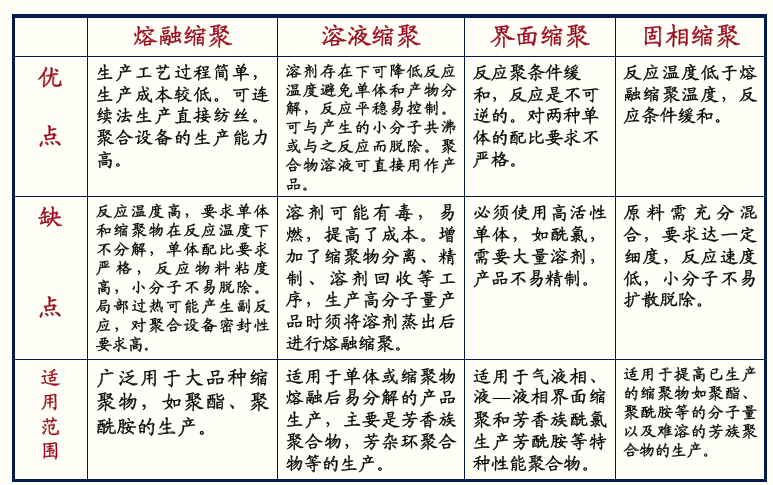 熔融缩聚
溶液缩聚
界面缩聚
固相缩聚
优
点
生产工艺过程简单，
生产成本较低。可连
续法生产直接纺丝。
聚合设备的生产能力
高。
溶剂存在下可降低反应
温度避免单体和产物分
解，反应平稳易控制。
可与产生的小分子共沸
或与之反应而脱除。聚
合物溶液可直接用作产
品。
反应聚条件缓
和，反应是不可
逆的。对两种单
体的配比要求不
严格。
反应温度低于熔
融缩聚温度，反
应条件缓和。
缺
点
反应温度高，要求单体
和缩聚物在反应温度下
不分解，单体配比要求
严格，反应物料粘度
高，小分子不易脱除。
局部过热可能产生副反
应，对聚合设备密封性
要求高。
溶剂可能有毒，易
燃，提高了成本。增
加了缩聚物分离、精
制、溶剂回收等工
序，生产高分子量产
品时须将溶剂蒸出后
进行熔融缩聚。
必须使用高活性
单体，如酰氯，
需要大量溶剂，
产品不易精制。
原料需充分混
合，要求达一定
细度，反应速度
低，小分子不易
扩散脱除。
适
用
范
围
广泛用于大品种缩
聚物，如聚酯、聚
酰胺的生产。
适用于单体或缩聚物
熔融后易分解的产品
生产，主要是芳香族
聚合物，芳杂环聚合
物等的生产。
适用于气液相、
液—液相界面缩
聚和芳香族酰氯
生产芳酰胺等特
种性能聚合物。
适用于提高已生产
的缩聚物如聚酯、
聚酰胺等的分子量
以及难溶的芳族聚
合物的生产。